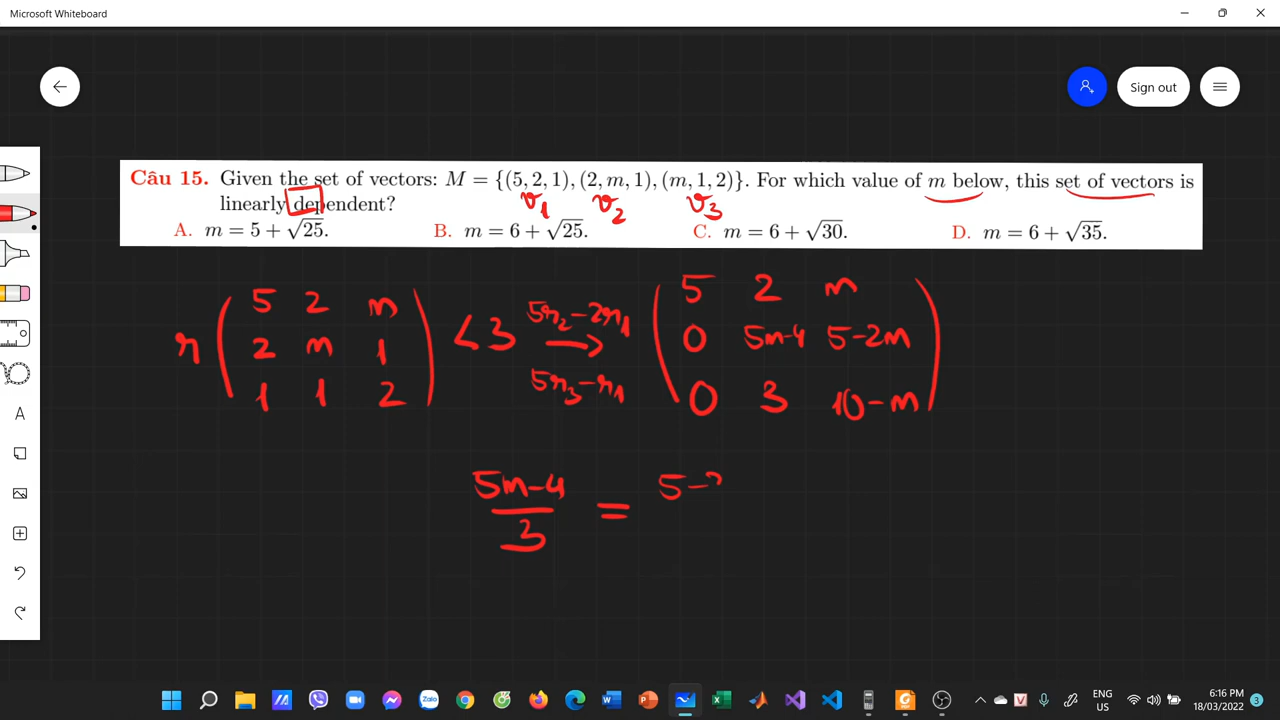 Microsoft Whiteboard
Sign out
Câu 15. Given the set of vectors: M = {(5, 2, 1), (2, m, 1), (m, 1, 2)}. For which value of m below, this set of vectors is
linearly dependent?
v₁ v₂ v₃
A. m = 5 + √25. B. m = 6 + √25. C. m = 6 + √30. D. m = 6 + √35.
5 2 m
r 2 m 1 < 3
1 1 2
5r₂ − 2r₁
5r₃ − r₁
5 2 m
0 5m-4 5-2m
0 3 10-m
5m-4
3
= 5-
A
Zalo
ENG
US
V
6:16 PM
18/03/2022
3